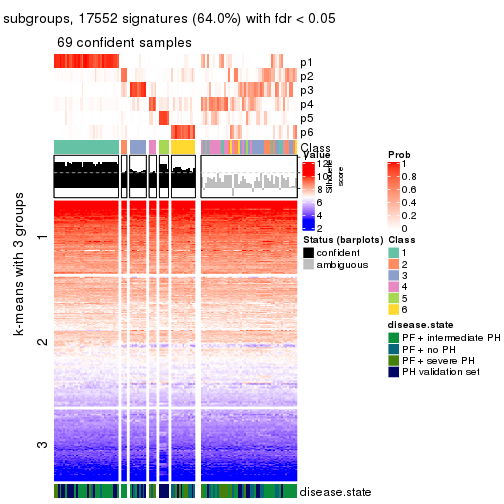 subgroups, 17552 signatures (64.0%) with fdr < 0.05
69 confident samples
p1
p2
p3
p4
p5
p6
Class
Silhouette
score
k-means with 3 groups
1
2
3
Value
12
10
8
6
4
2
Status (barplots)
confident
ambiguous
Prob
1
0.8
0.6
0.4
0.2
0
Class
1
2
3
4
5
6
disease.state
PF + intermediate PH
PF + no PH
PF + severe PH
PH validation set
disease.state